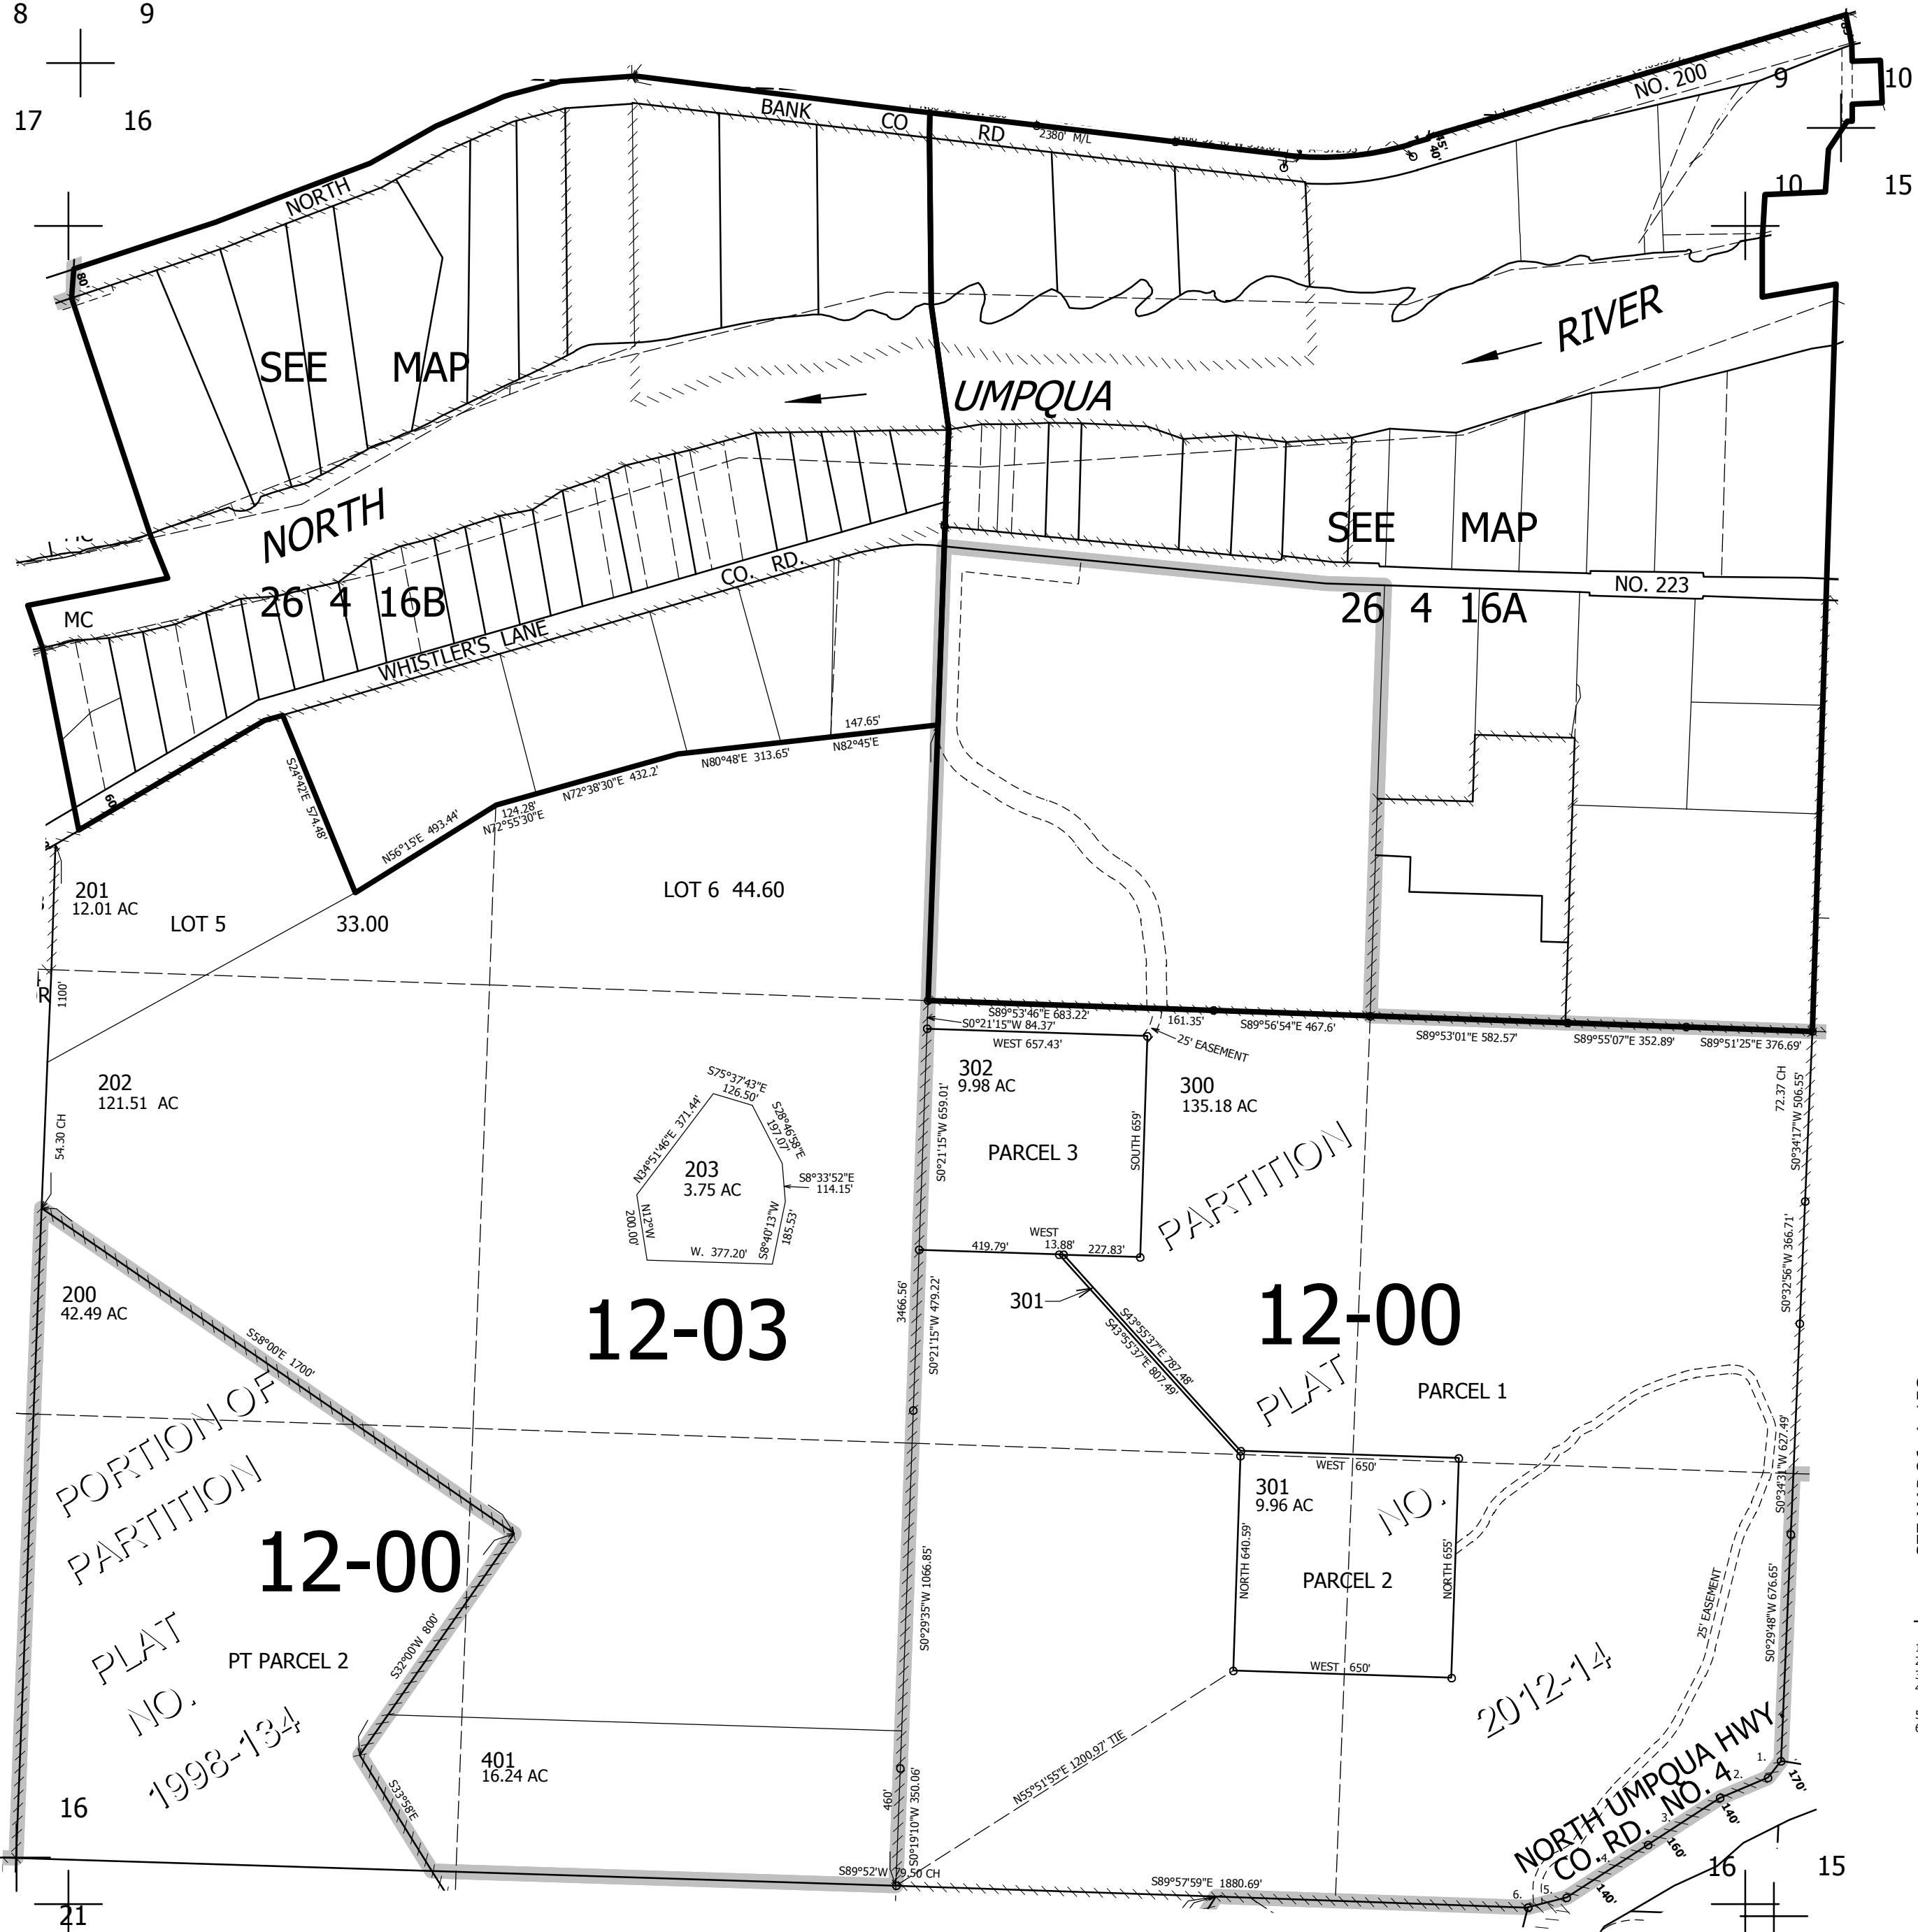 8 9
17 16
9 10
10 15
NORTH BANK CO RD NO. 200
2380' M/L
45'
40'
80'
SEE MAP
26 4 16B
NORTH UMPQUA RIVER
MC
SEE MAP
26 4 16A
NO. 223
WHISTLER'S LANE CO. RD.
60'
S24°42'E 574.48'
N56°15'E 493.44'
124.28'
N72°55'30"E
N72°38'30"E 432.2'
N80°48'E 313.65'
147.65'
N82°45'E
201
12.01 AC
LOT 5 33.00
LOT 6 44.60
1100'
54.30 CH
202
121.51 AC
S75°37'43"E
126.50'
N34°51'46"E 371.44'
S28°46'58"E
197.07'
203
3.75 AC
S8°33'52"E
114.15'
N12°W
200.00'
S8°40'13"W
185.53'
W. 377.20'
12-03
S89°53'46"E 683.22'
S0°21'15"W 84.37'
161.35'
S89°56'54"E 467.6'
S89°53'01"E 582.57'
S89°55'07"E 352.89'
S89°51'25"E 376.69'
25' EASEMENT
WEST 657.43'
302
9.98 AC
300
135.18 AC
PARCEL 3
S0°21'15"W 659.01'
SOUTH 659'
PARTITION
72.37 CH
S0°34'17"W 506.55'
S0°32'56"W 366.71'
WEST
419.79'
13.88'
227.83'
301
12-00
S43°55'37"E 787.48'
S43°55'37"E 807.49'
3466.56'
S0°21'15"W 479.22'
PLAT
PARCEL 1
S0°34'31"W 627.49'
200
42.49 AC
S58°00'E 1700'
PORTION OF
PARTITION
12-00
PLAT
PT PARCEL 2
NO.
1998-134
S32°00'W 800'
S33°58'E
401
16.24 AC
WEST 650'
301
9.96 AC
NO.
NORTH 640.59'
PARCEL 2
NORTH 655'
WEST 650'
S0°29'35"W 1066.85'
S0°29'48"W 676.65'
25' EASEMENT
2012-14
N55°51'55"E 1200.97' TIE
460'
S0°19'10"W 350.06'
S89°52'W 79.50 CH
S89°57'59"E 1880.69'
NORTH UMPQUA HWY.
CO. RD. NO. 4
1.
2.
3.
4.
5.
6.
170'
140'
160'
140'
16
21
16 15